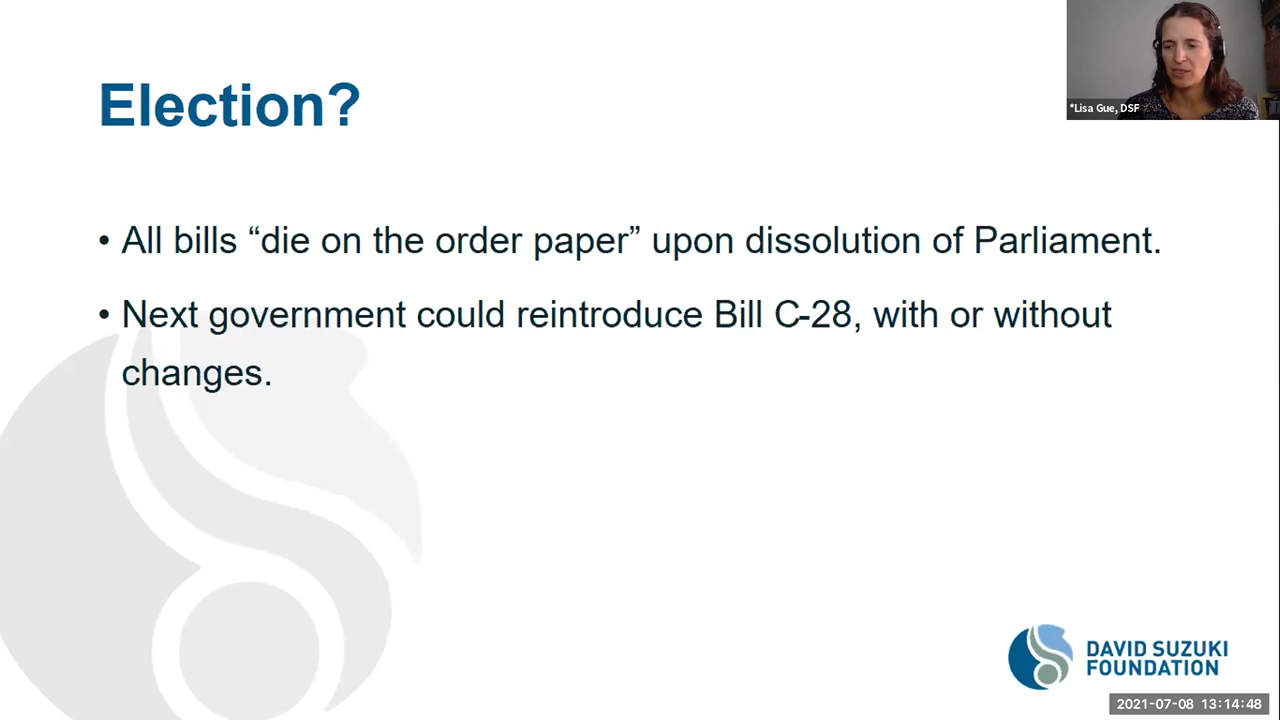 *Lisa Gue, DSF
Election?
• All bills “die on the order paper” upon dissolution of Parliament.
• Next government could reintroduce Bill C-28, with or without
changes.
DAVID SUZUKI
FOUNDATION
2021-07-08 13:14:48